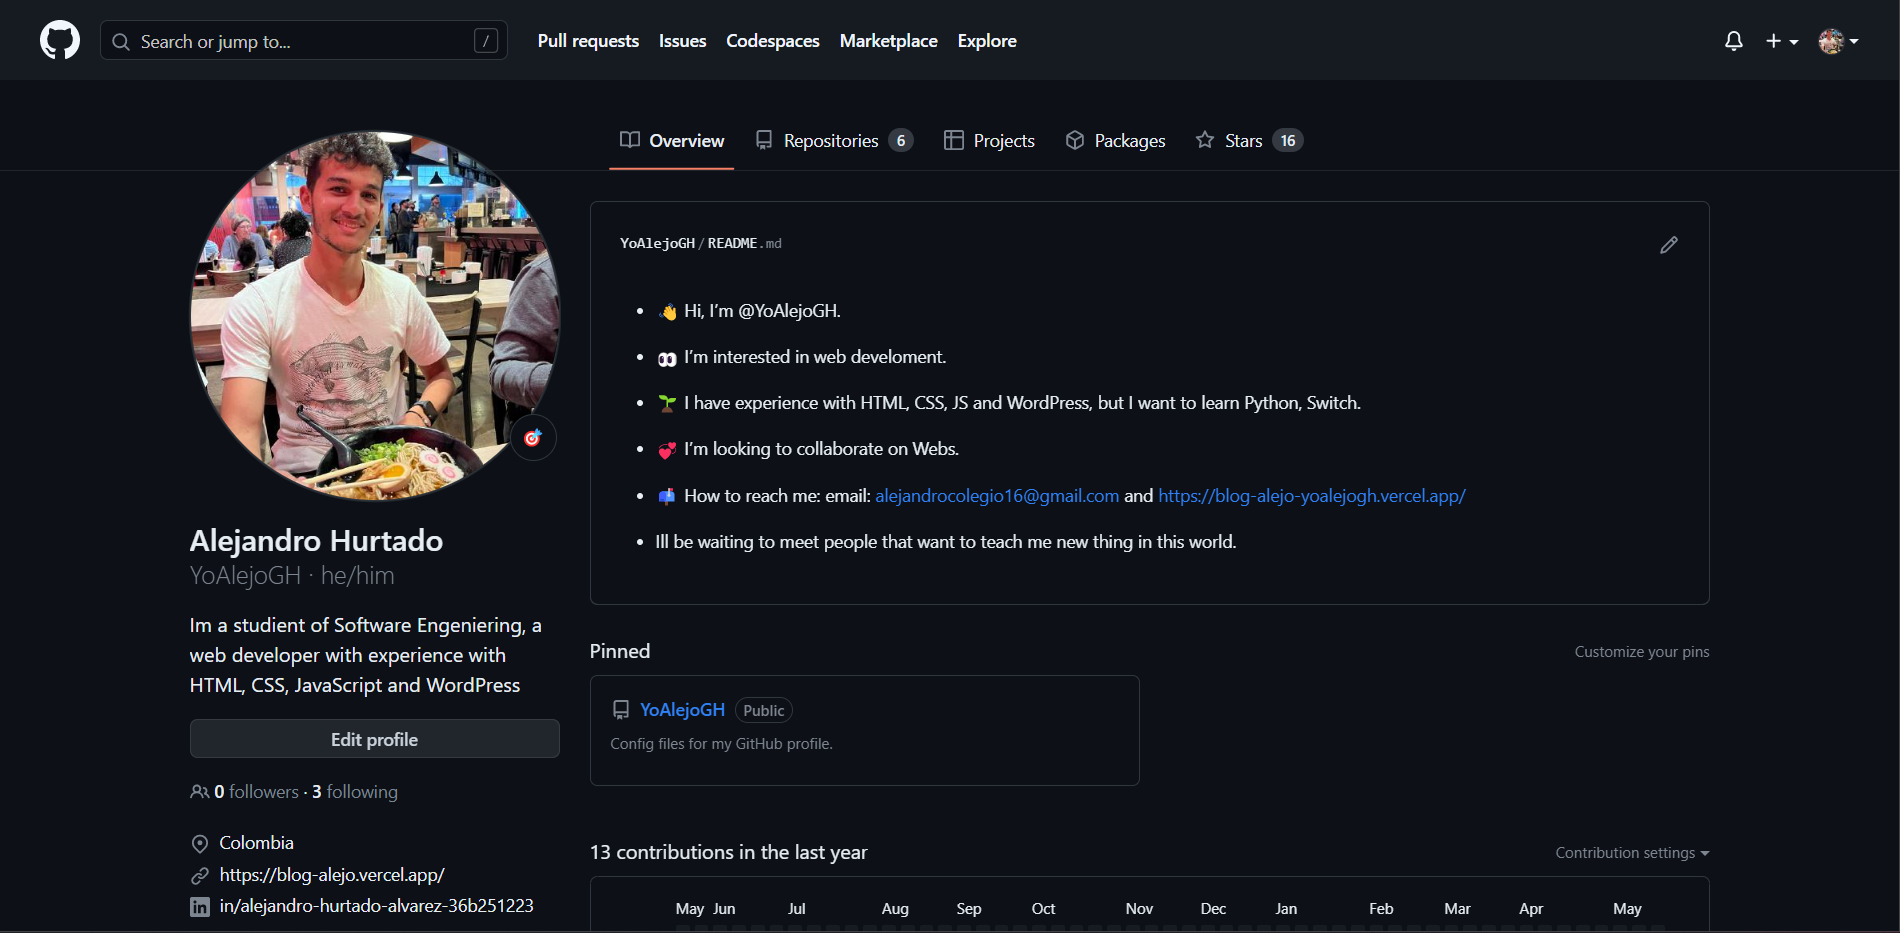 Search or jump to... /
Pull requests Issues Codespaces Marketplace Explore
Overview Repositories 6 Projects Packages Stars 16
Alejandro Hurtado
YoAlejoGH · he/him
Im a studient of Software Engeniering, a
web developer with experience with
HTML, CSS, JavaScript and WordPress
Edit profile
0 followers · 3 following
Colombia
https://blog-alejo.vercel.app/
in/alejandro-hurtado-alvarez-36b251223
YoAlejoGH/README.md
• 👋 Hi, I’m @YoAlejoGH.
• 👀 I’m interested in web develoment.
• 🌱 I have experience with HTML, CSS, JS and WordPress, but I want to learn Python, Switch.
• 💞️ I’m looking to collaborate on Webs.
• 📫 How to reach me: email: alejandrocolegio16@gmail.com and https://blog-alejo-yoalejogh.vercel.app/
• Ill be waiting to meet people that want to teach me new thing in this world.
Pinned
Customize your pins
YoAlejoGH Public
Config files for my GitHub profile.
13 contributions in the last year
Contribution settings
May Jun Jul Aug Sep Oct Nov Dec Jan Feb Mar Apr May